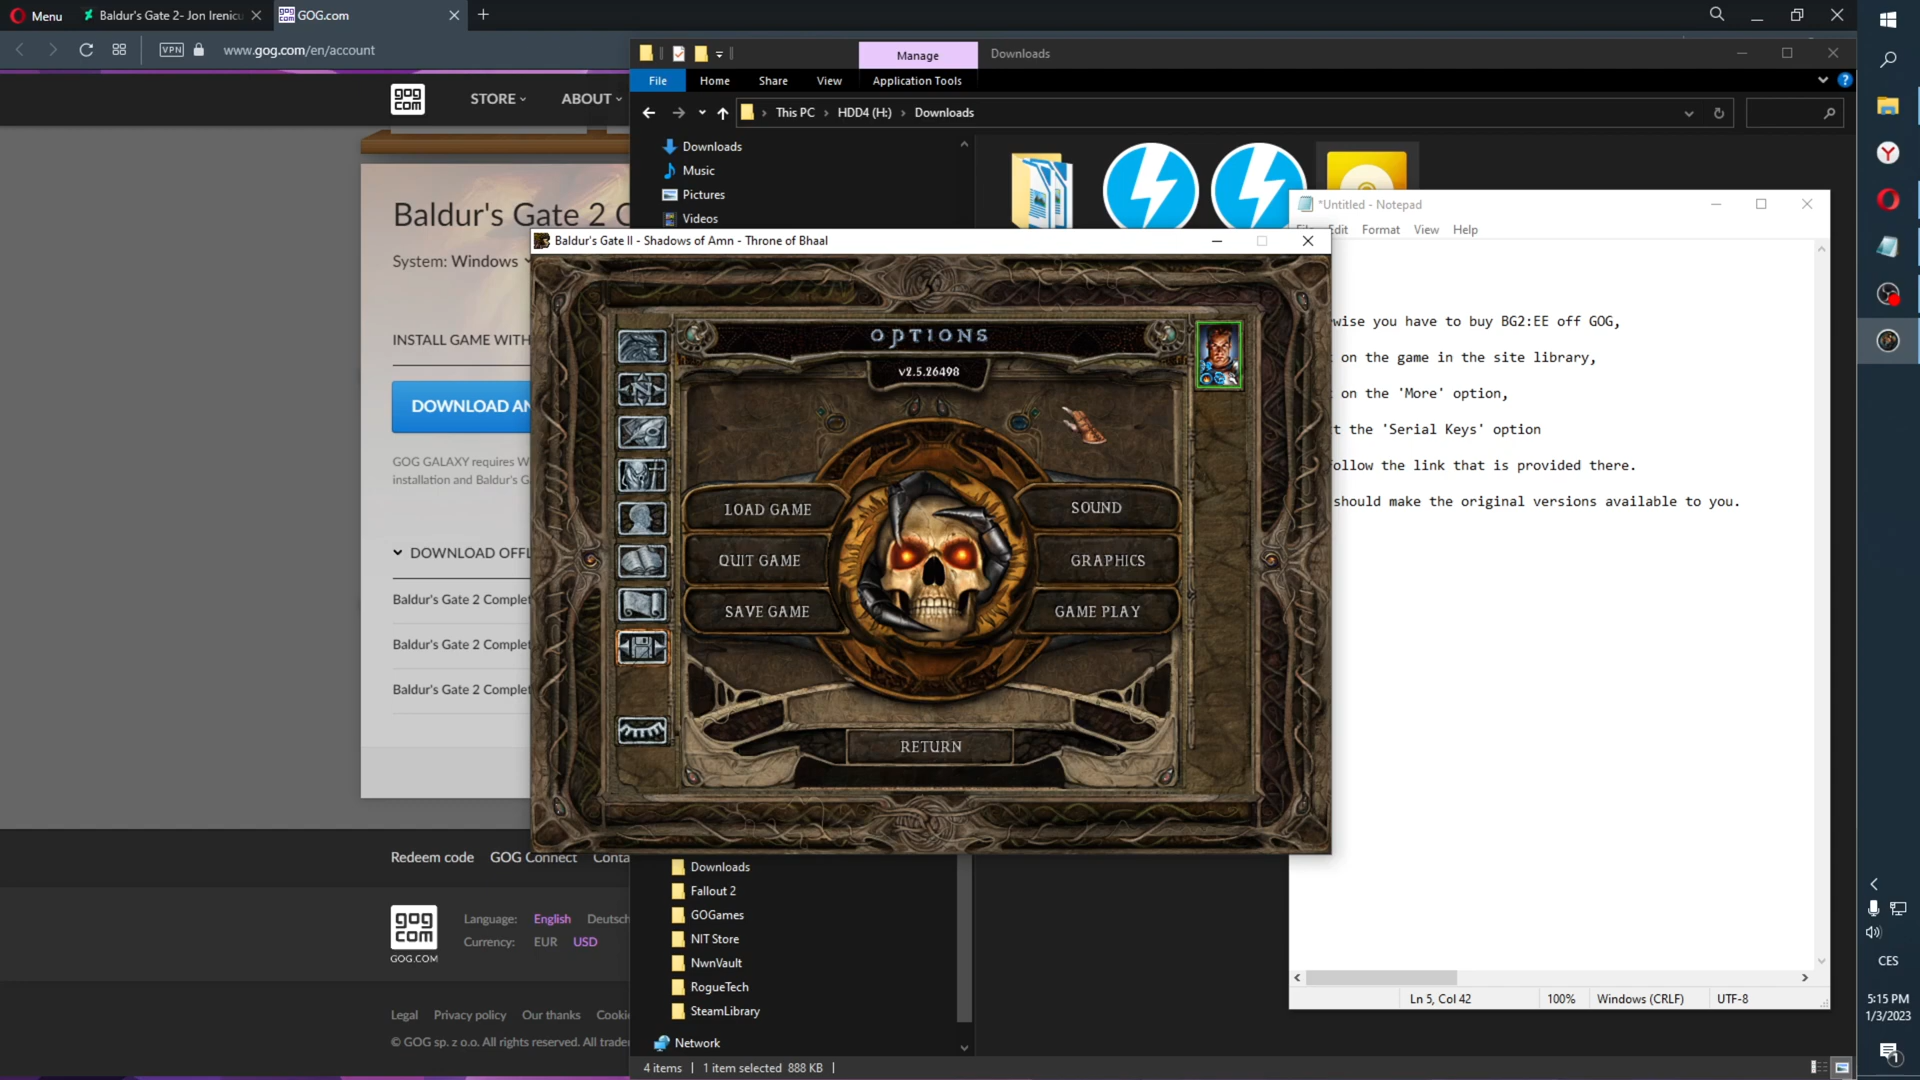 Menu
Baldur's Gate 2- Jon Irenicu
GOG.com
VPN
www.gog.com/en/account
gog
com
STORE
ABOUT
Manage
Downloads
File
Home
Share
View
Application Tools
This PC
HDD4 (H:)
Downloads
Downloads
Music
Pictures
Videos
Baldur's Gate 2 C
System: Windows
INSTALL GAME WITH
DOWNLOAD AN
GOG GALAXY requires W
installation and Baldur's G
DOWNLOAD OFFL
Baldur's Gate 2 Complet
Baldur's Gate 2 Complet
Baldur's Gate 2 Complet
*Untitled - Notepad
Edit
Format
View
Help
wise you have to buy BG2:EE off GOG,
on the game in the site library,
on the 'More' option,
t the 'Serial Keys' option
ollow the link that is provided there.
should make the original versions available to you.
Ln 5, Col 42
100%
Windows (CRLF)
UTF-8
Baldur's Gate II - Shadows of Amn - Throne of Bhaal
OPTIONS
v2.5.26498
LOAD GAME
QUIT GAME
SAVE GAME
SOUND
GRAPHICS
GAME PLAY
RETURN
Redeem code
GOG Connect
Conta
gog
com
GOG.COM
Language: English Deutsch
Currency: EUR USD
Legal
Privacy policy
Our thanks
Cookie
© GOG sp. z o.o. All rights reserved. All trade
Downloads
Fallout 2
GOGames
NIT Store
NwnVault
RogueTech
SteamLibrary
Network
4 items
1 item selected 888 KB
CES
5:15 PM
1/3/2023
1